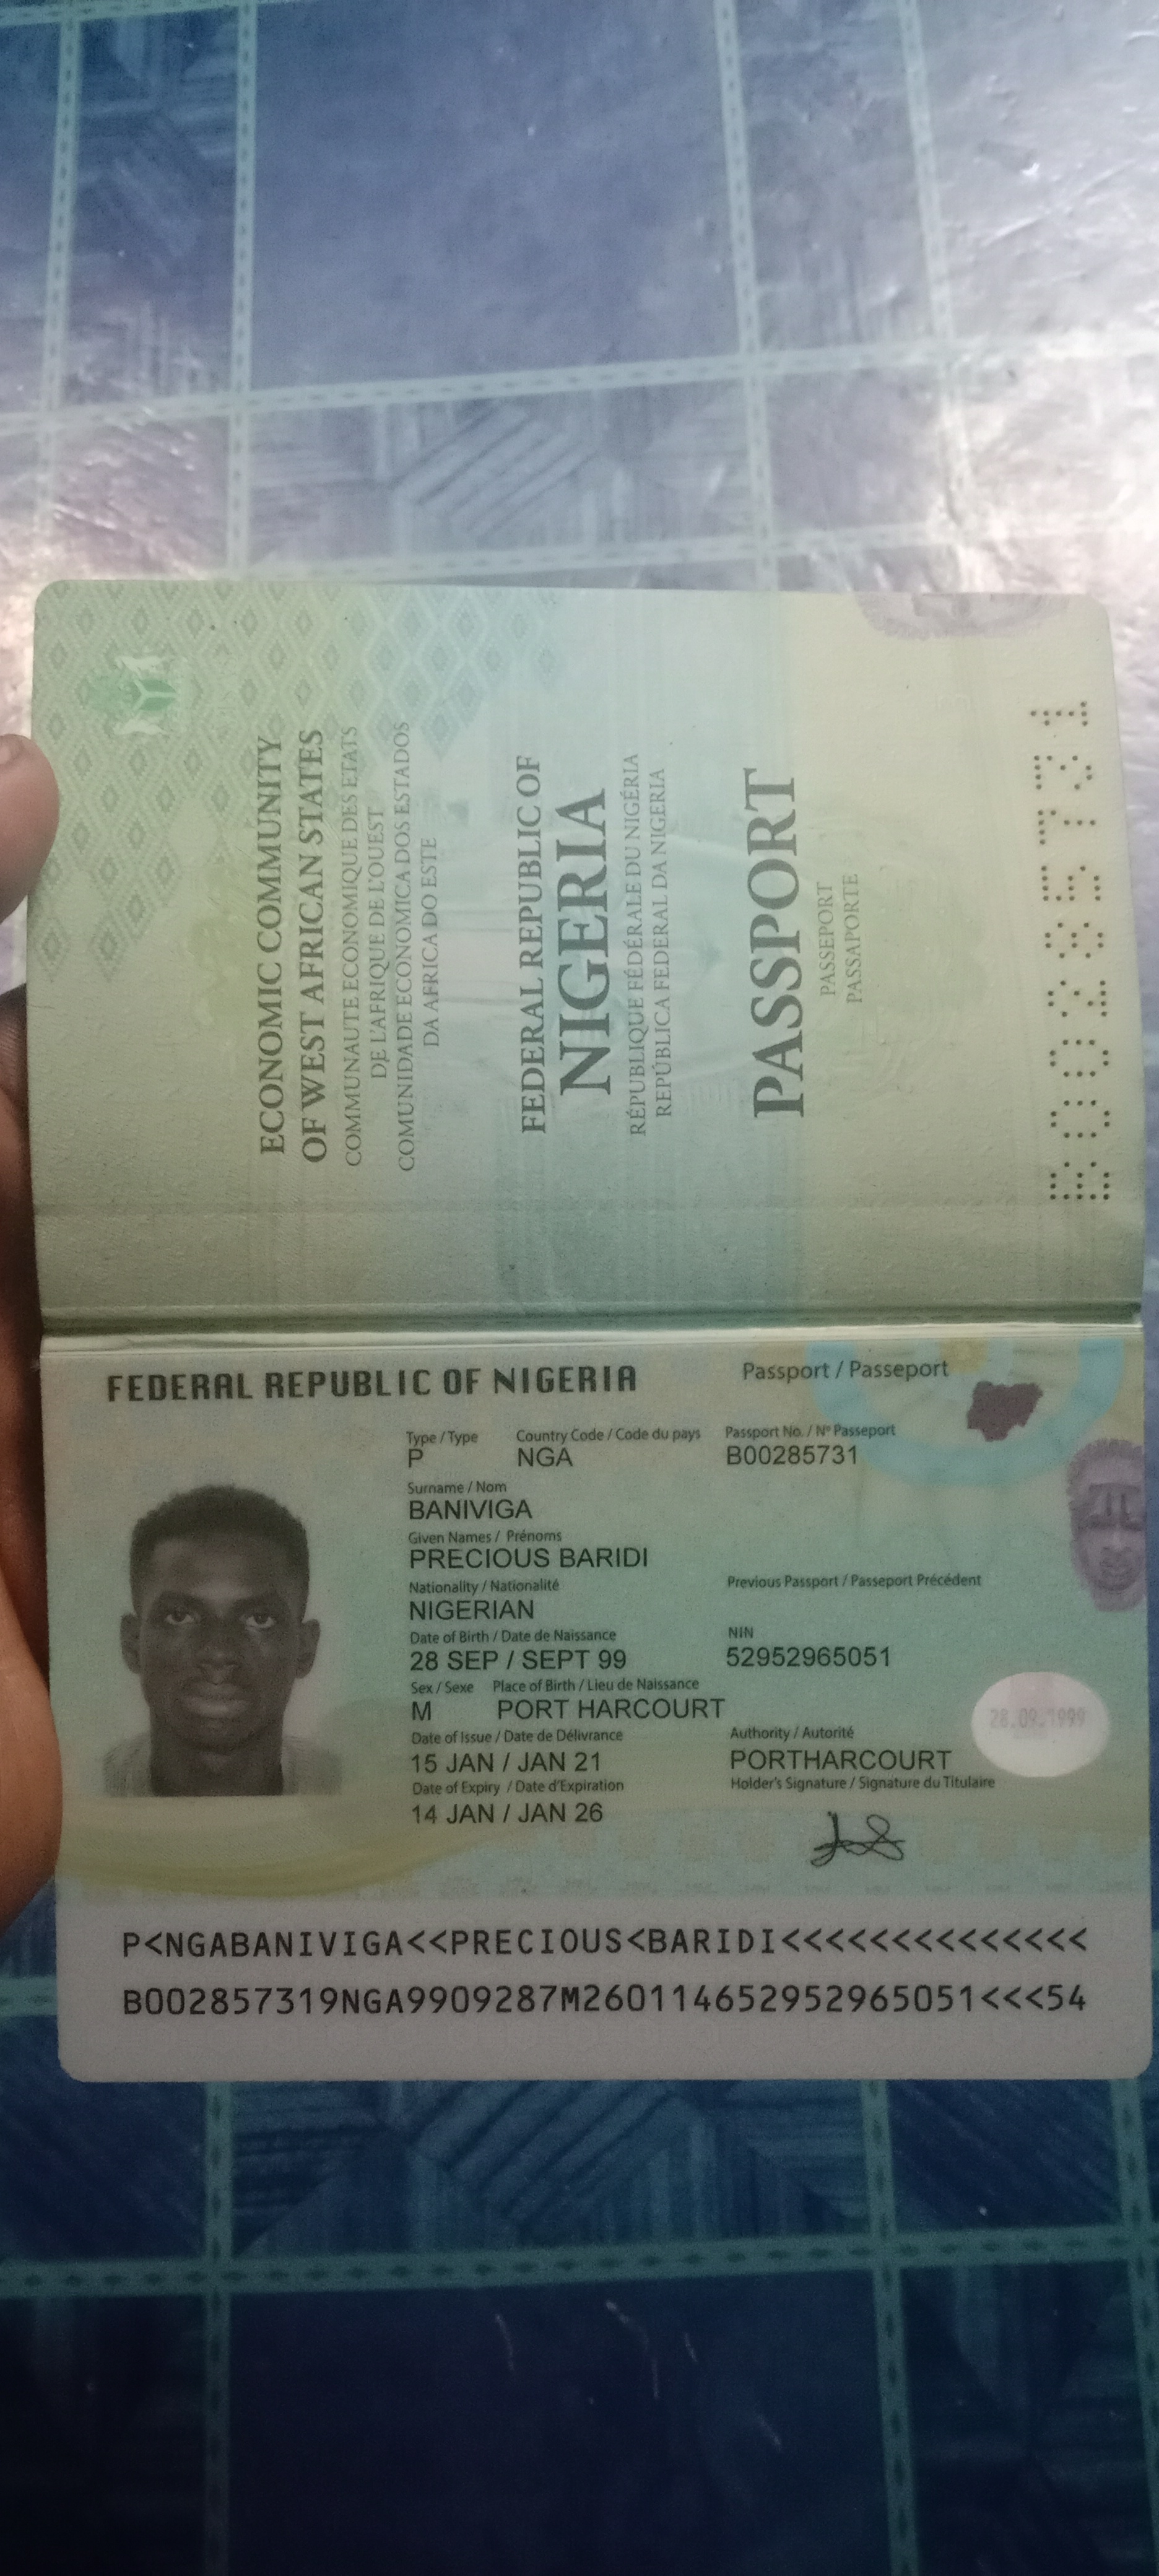 ECONOMIC COMMUNITY
OF WEST AFRICAN STATES
COMMUNAUTE ECONOMIQUE DES ETATS
DE L'AFRIQUE DE L'OUEST
COMUNIDADE ECONOMICA DOS ESTADOS
DA AFRICA DO ESTE
FEDERAL REPUBLIC OF
NIGERIA
RÉPUBLIQUE FÉDÉRALE DU NIGÉRIA
REPÚBLICA FEDERAL DA NIGERIA
PASSPORT
PASSEPORT
PASSAPORTE
B00285731
FEDERAL REPUBLIC OF NIGERIA
Passport / Passeport
Type / Type Country Code / Code du pays Passport No. / N° Passeport
P NGA B00285731
Surname / Nom
BANIVIGA
Given Names / Prénoms
PRECIOUS BARIDI
Nationality / Nationalité Previous Passport / Passeport Précédent
NIGERIAN
Date of Birth / Date de Naissance NIN
28 SEP / SEPT 99 52952965051
Sex / Sexe Place of Birth / Lieu de Naissance
M PORT HARCOURT
28.09.1999
Date of Issue / Date de Délivrance Authority / Autorité
15 JAN / JAN 21 PORTHARCOURT
Date of Expiry / Date d'Expiration Holder's Signature / Signature du Titulaire
14 JAN / JAN 26
P<NGABANIVIGA<<PRECIOUS<BARIDI<<<<<<<<<<<<<<
B002857319NGA9909287M260114652952965051<<<54